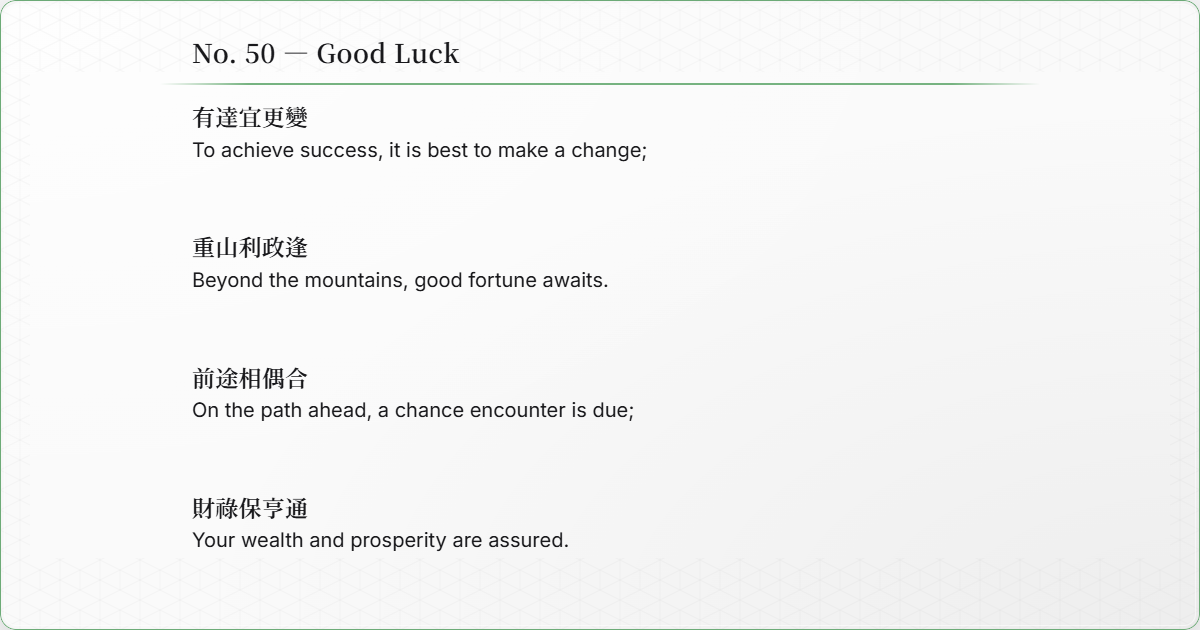 No. 50 — Good Luck
有達宜更變
To achieve success, it is best to make a change;
重山利政逢
Beyond the mountains, good fortune awaits.
前途相偶合
On the path ahead, a chance encounter is due;
財祿保亨通
Your wealth and prosperity are assured.